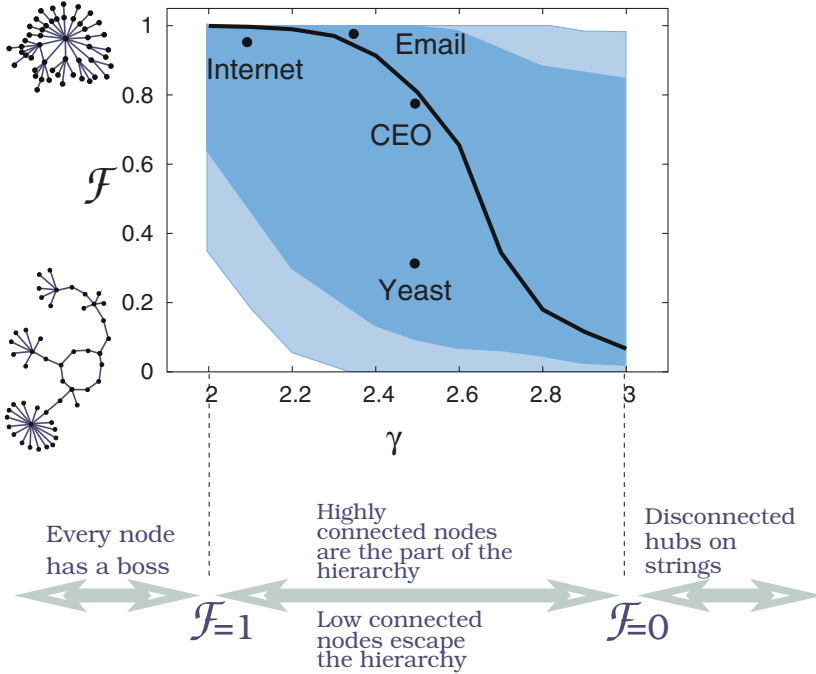 1
0.8
0.6
0.4
0.2
0
ℱ
Internet
Email
CEO
Yeast
2
2.2
2.4
2.6
2.8
3
γ
Every node
has a boss
Highly
connected nodes
are the part of the
hierarchy
Disconnected
hubs on
strings
ℱ=1
Low connected
nodes escape
the hierarchy
ℱ=0